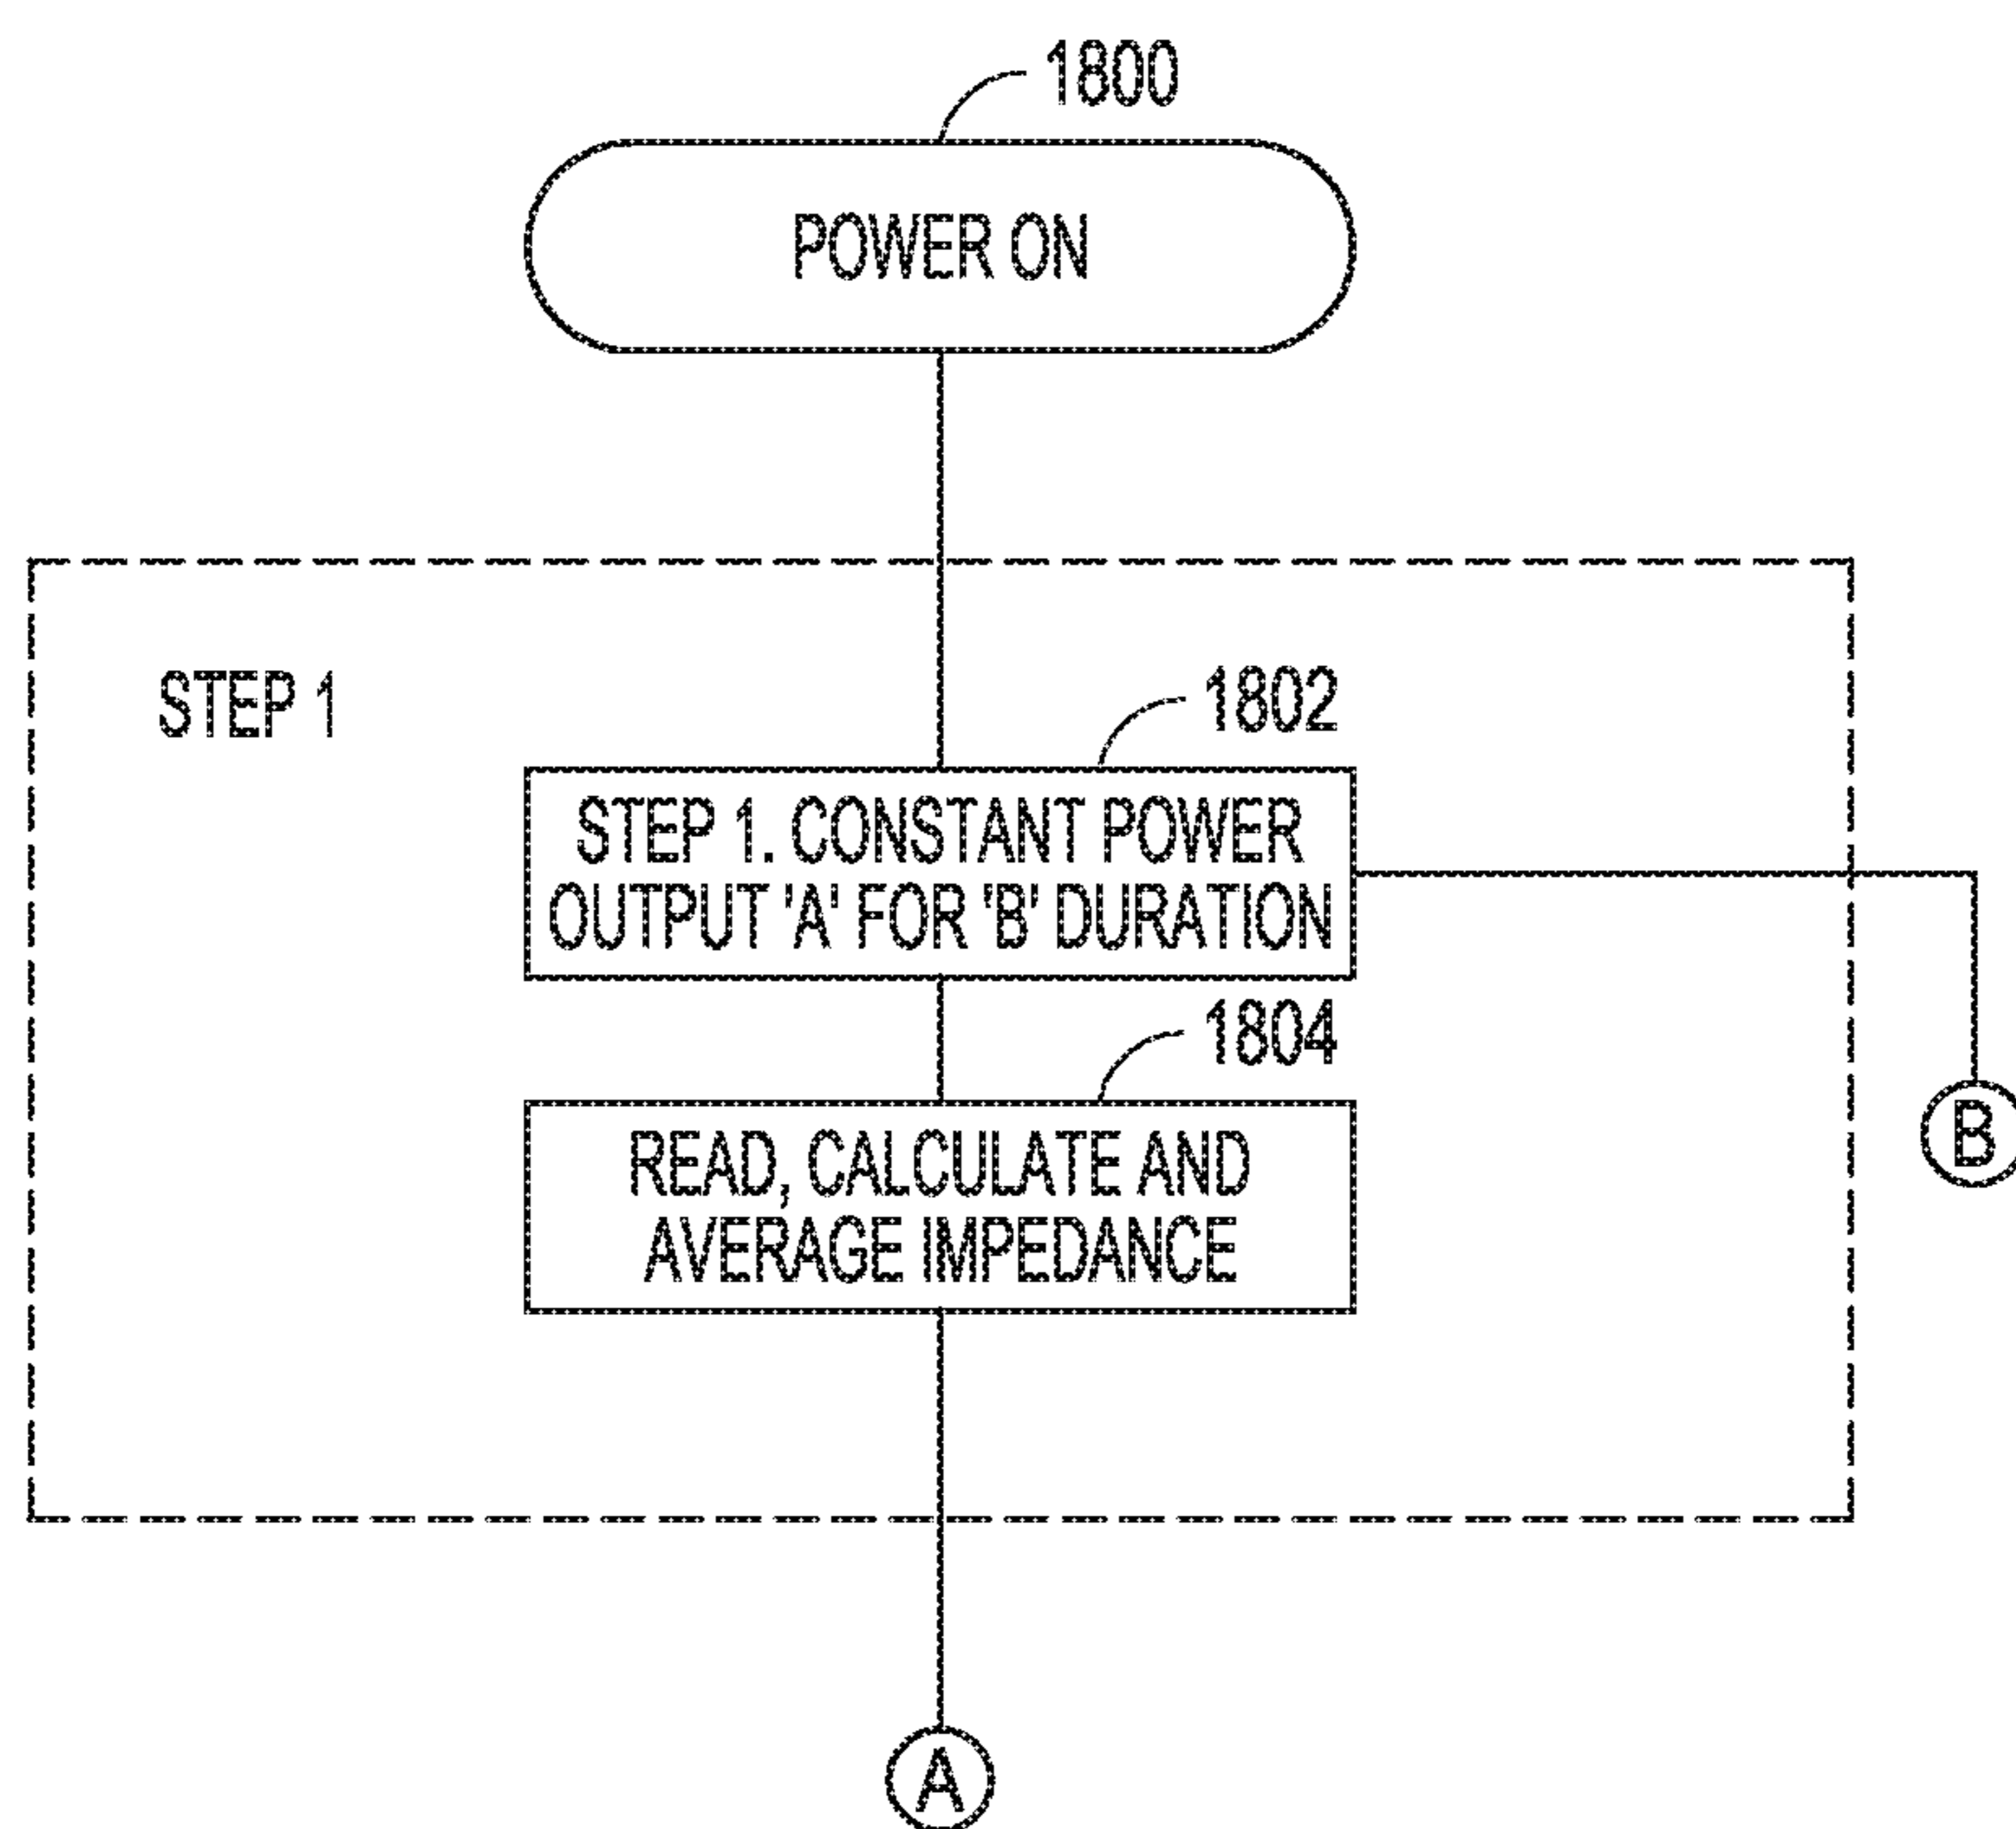 1800
POWER ON
STEP 1
1802
STEP 1. CONSTANT POWER
OUTPUT 'A' FOR 'B' DURATION
1804
READ, CALCULATE AND
AVERAGE IMPEDANCE
B
A